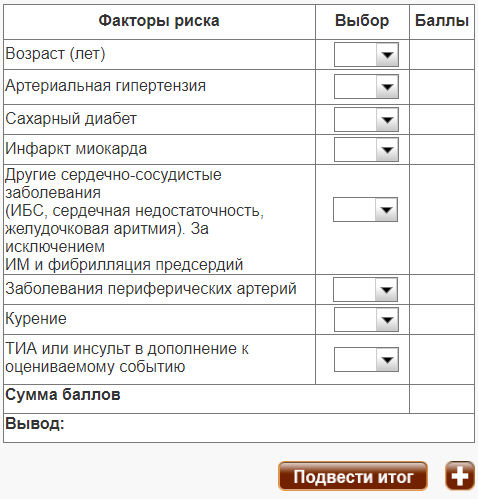 Факторы риска Выбор Баллы
Возраст (лет)
Артериальная гипертензия
Сахарный диабет
Инфаркт миокарда
Другие сердечно-сосудистые
заболевания
(ИБС, сердечная недостаточность,
желудочковая аритмия). За
исключением
ИМ и фибрилляция предсердий
Заболевания периферических артерий
Курение
ТИА или инсульт в дополнение к
оцениваемому событию
Сумма баллов
Вывод:
Подвести итог